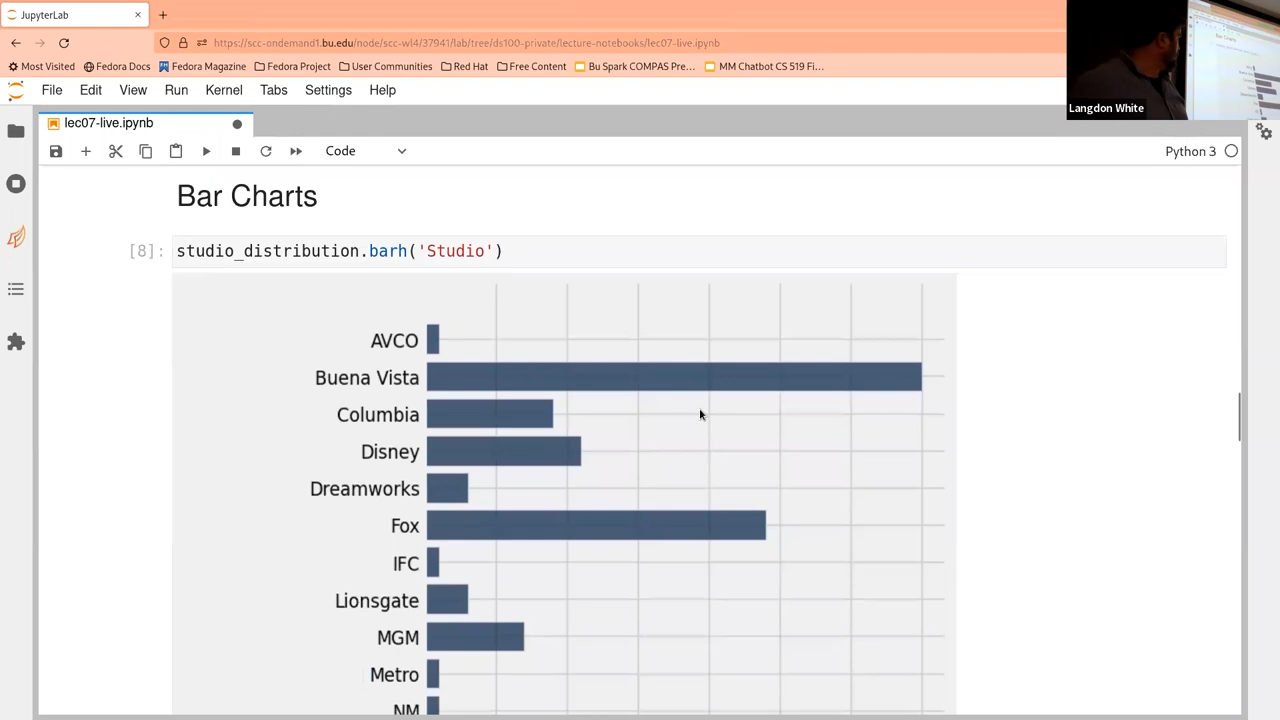 JupyterLab
https://scc-ondemand1.bu.edu/node/scc-wl4/37941/lab/tree/ds100-private/lecture-notebooks/lec07-live.ipynb
Most Visited Fedora Docs Fedora Magazine Fedora Project User Communities Red Hat Free Content Bu Spark COMPAS Pre… MM Chatbot CS 519 Fi…
Langdon White
File Edit View Run Kernel Tabs Settings Help
lec07-live.ipynb
Code Python 3
Bar Charts
[8]: studio_distribution.barh('Studio')
AVCO
Buena Vista
Columbia
Disney
Dreamworks
Fox
IFC
Lionsgate
MGM
Metro
NM